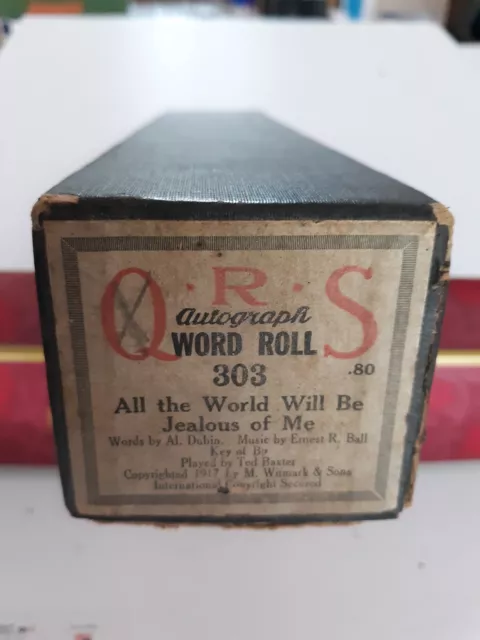 Q·R·S
Autograph
WORD ROLL
303 .80
All the World Will Be
Jealous of Me
Words by Al. Dubin. Music by Ernest R. Ball
Key of Bb
Played by Ted Baxter
Copyrighted 1917 by M. Witmark & Sons
International Copyright Secured